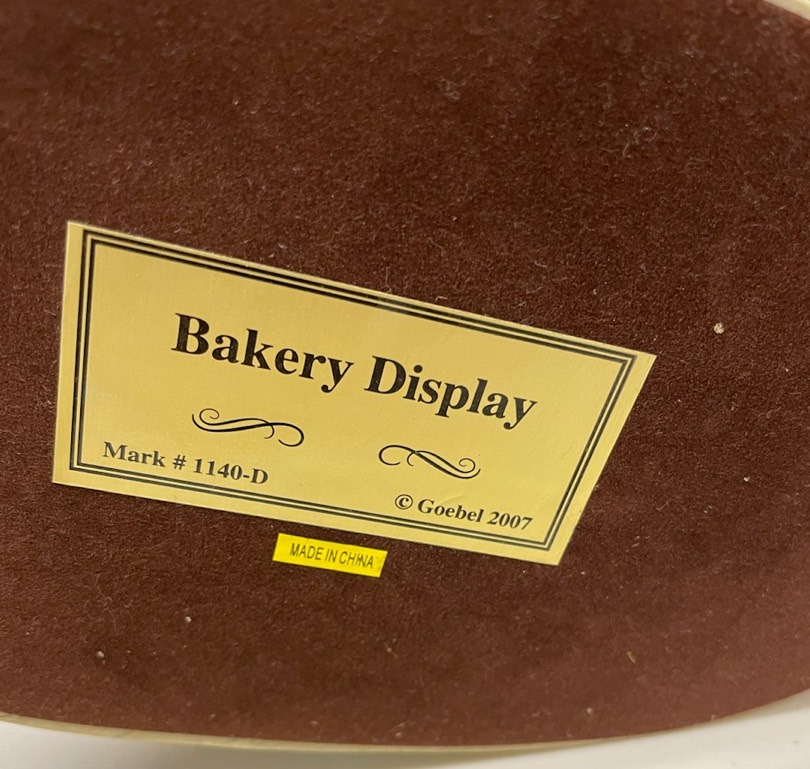 Bakery Display
Mark # 1140-D
© Goebel 2007
MADE IN CHINA